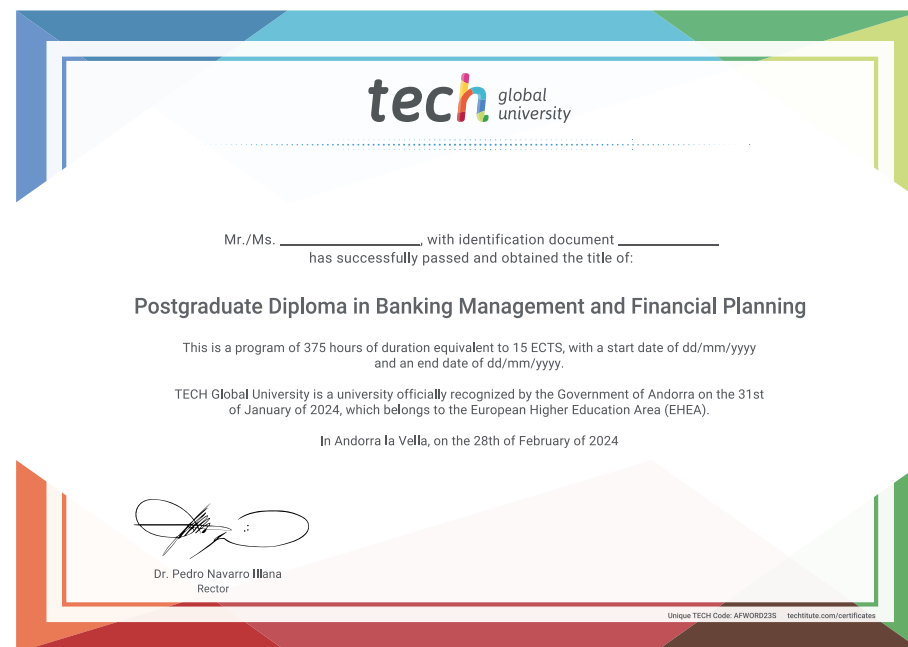 tech global university
Mr./Ms. ____________________, with identification document ______________
has successfully passed and obtained the title of:
Postgraduate Diploma in Banking Management and Financial Planning
This is a program of 375 hours of duration equivalent to 15 ECTS, with a start date of dd/mm/yyyy
and an end date of dd/mm/yyyy.
TECH Global University is a university officially recognized by the Government of Andorra on the 31st
of January of 2024, which belongs to the European Higher Education Area (EHEA).
In Andorra la Vella, on the 28th of February of 2024
Dr. Pedro Navarro Illana
Rector
Unique TECH Code: AFWORD23S techtitute.com/certificates